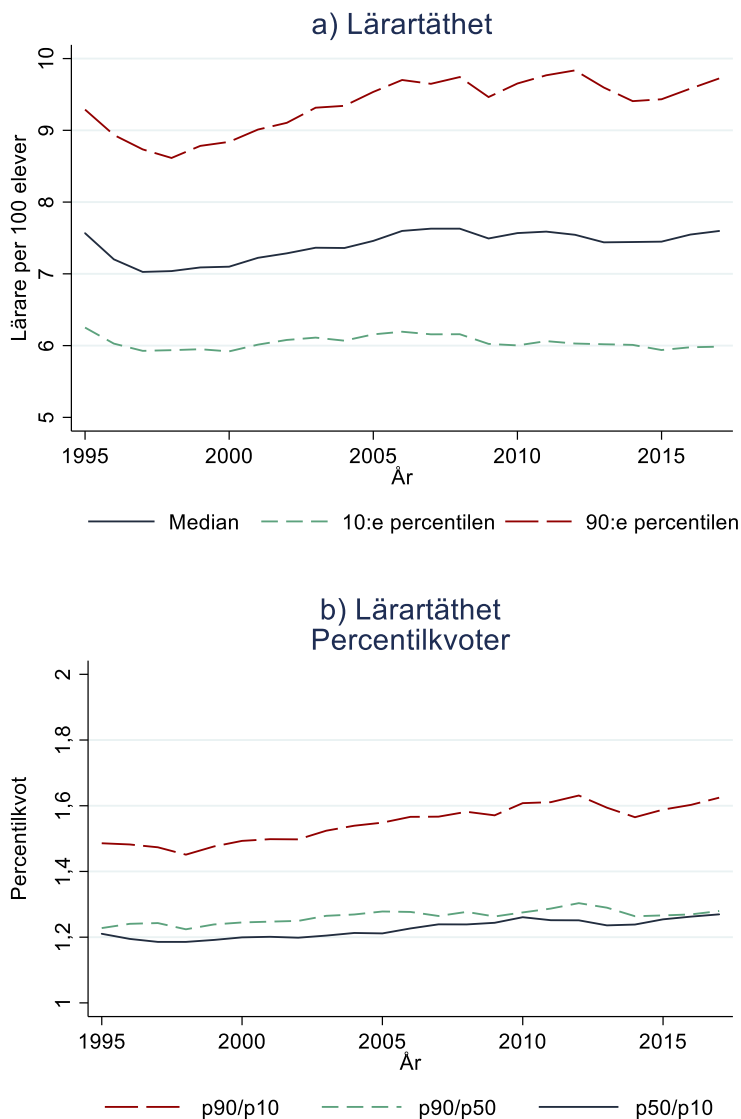 a) Lärartäthet
Lärare per 100 elever
10
9
8
7
6
5
1995 2000 2005 2010 2015
År
Median 10:e percentilen 90:e percentilen
b) Lärartäthet
Percentilkvoter
Percentilkvot
2
1,8
1,6
1,4
1,2
1
1995 2000 2005 2010 2015
År
p90/p10 p90/p50 p50/p10